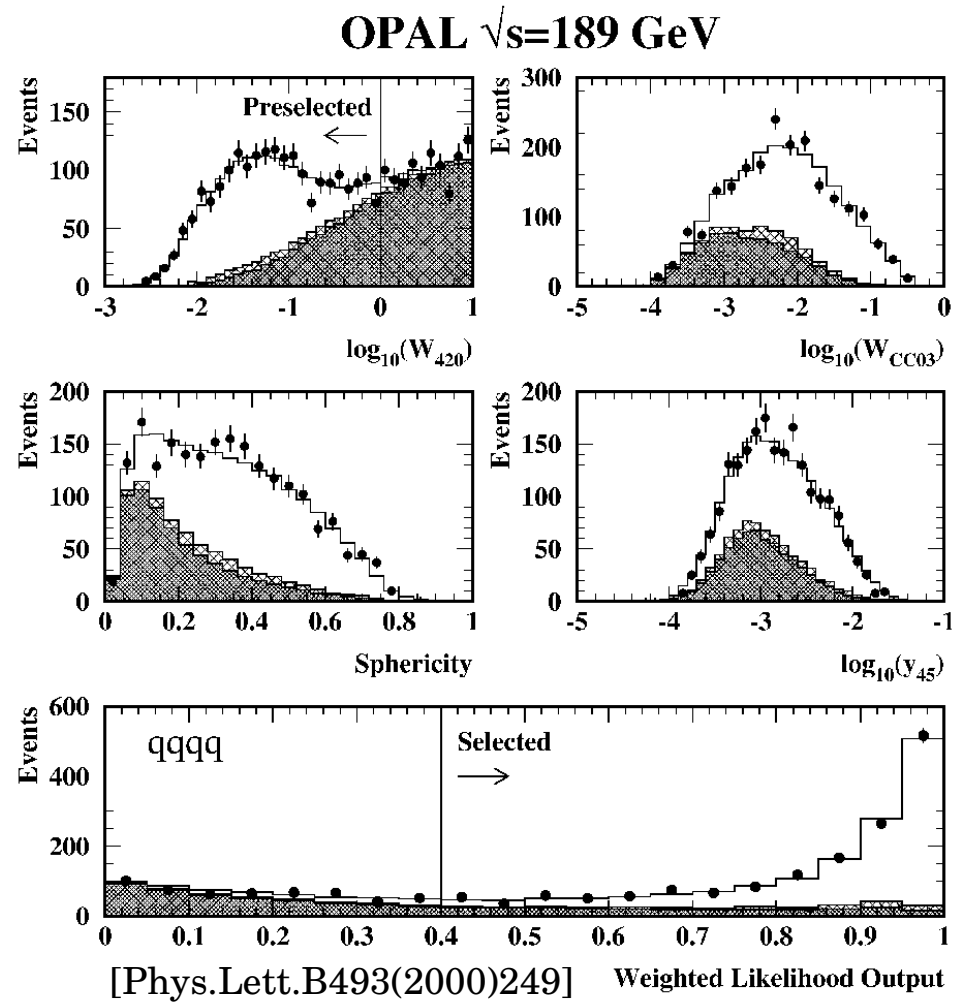 OPAL √s=189 GeV
Events
150
100
50
0
Preselected
-3 -2 -1 0 1
log10(W420)
Events
300
200
100
0
-5 -4 -3 -2 -1 0
log10(WCC03)
Events
200
150
100
50
0
0 0.2 0.4 0.6 0.8 1
Sphericity
Events
200
150
100
50
0
-5 -4 -3 -2 -1
log10(y45)
Events
600
400
200
0
qqqq
Selected
0 0.1 0.2 0.3 0.4 0.5 0.6 0.7 0.8 0.9 1
[Phys.Lett.B493(2000)249] Weighted Likelihood Output